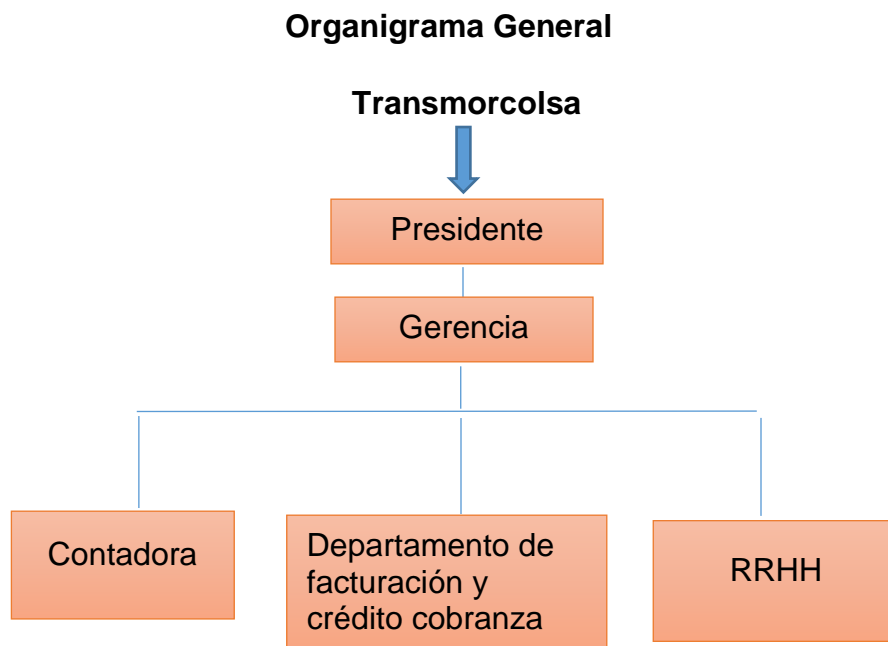 Organigrama General
Transmorcolsa
Presidente
Gerencia
Contadora
Departamento de
facturación y
crédito cobranza
RRHH